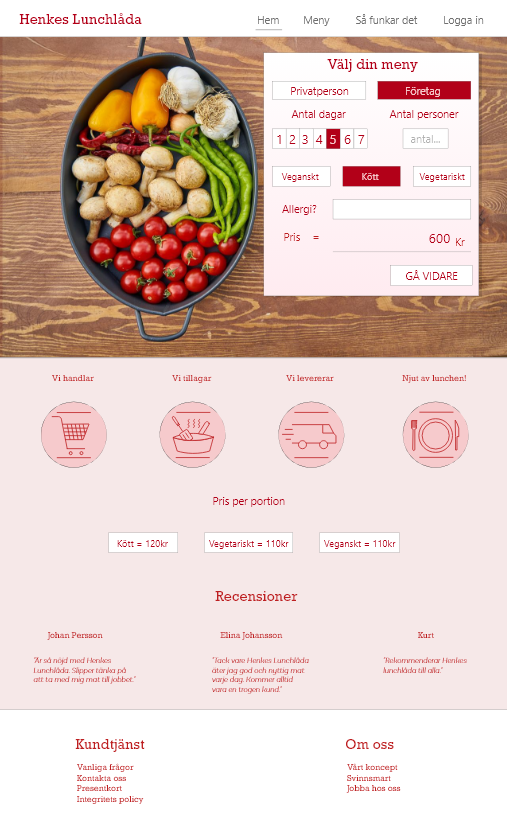 Henkes Lunchlåda
Hem Meny Så funkar det Logga in
Välj din meny
Privatperson Företag
Antal dagar Antal personer
1 2 3 4 5 6 7 antal...
Veganskt Kött Vegetariskt
Allergi?
Pris = 600 Kr
GÅ VIDARE
Vi handlar Vi tillagar Vi levererar Njut av lunchen!
Pris per portion
Kött = 120kr Vegetariskt = 110kr Veganskt = 110kr
Recensioner
Johan Persson Elina Johansson Kurt
"Är så nöjd med Henkes
Lunchlåda. Slipper tänka på
att ta med mig mat till jobbet."
"Tack vare Henkes Lunchlåda
äter jag god och nyttig mat
varje dag. Kommer alltid
vara en trogen kund."
"Rekommenderar Henkes
lunchlåda till alla."
Kundtjänst
Vanliga frågor
Kontakta oss
Presentkort
Integritets policy
Om oss
Vårt koncept
Svinnsmart
Jobba hos oss